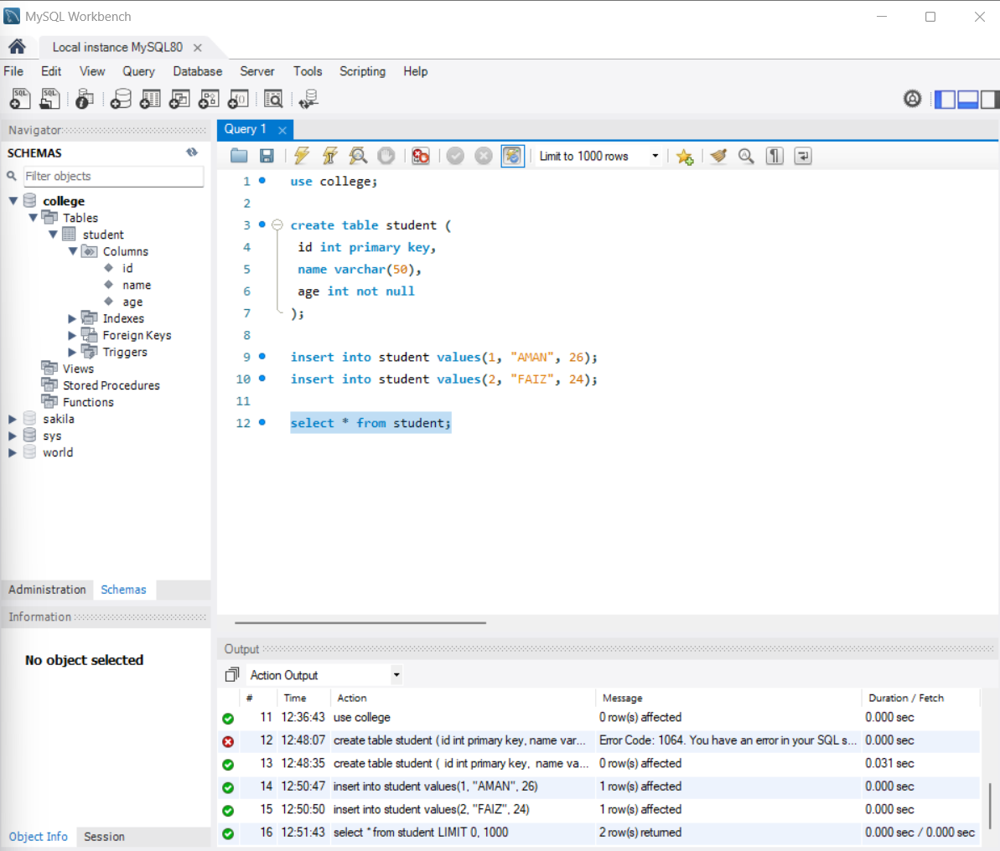 MySQL Workbench
Local instance MySQL80
File Edit View Query Database Server Tools Scripting Help
Navigator
SCHEMAS
Filter objects
college
Tables
student
Columns
id
name
age
Indexes
Foreign Keys
Triggers
Views
Stored Procedures
Functions
sakila
sys
world
Administration Schemas
Information
No object selected
Object Info Session
Query 1
Limit to 1000 rows
1 use college;
2
3 create table student (
4 id int primary key,
5 name varchar(50),
6 age int not null
7 );
8
9 insert into student values(1, "AMAN", 26);
10 insert into student values(2, "FAIZ", 24);
11
12 select * from student;
Output
Action Output
# Time Action Message Duration / Fetch
11 12:36:43 use college 0 row(s) affected 0.000 sec
12 12:48:07 create table student ( id int primary key, name var... Error Code: 1064. You have an error in your SQL s... 0.000 sec
13 12:48:35 create table student ( id int primary key, name va... 0 row(s) affected 0.031 sec
14 12:50:47 insert into student values(1, "AMAN", 26) 1 row(s) affected 0.000 sec
15 12:50:50 insert into student values(2, "FAIZ", 24) 1 row(s) affected 0.000 sec
16 12:51:43 select * from student LIMIT 0, 1000 2 row(s) returned 0.000 sec / 0.000 sec